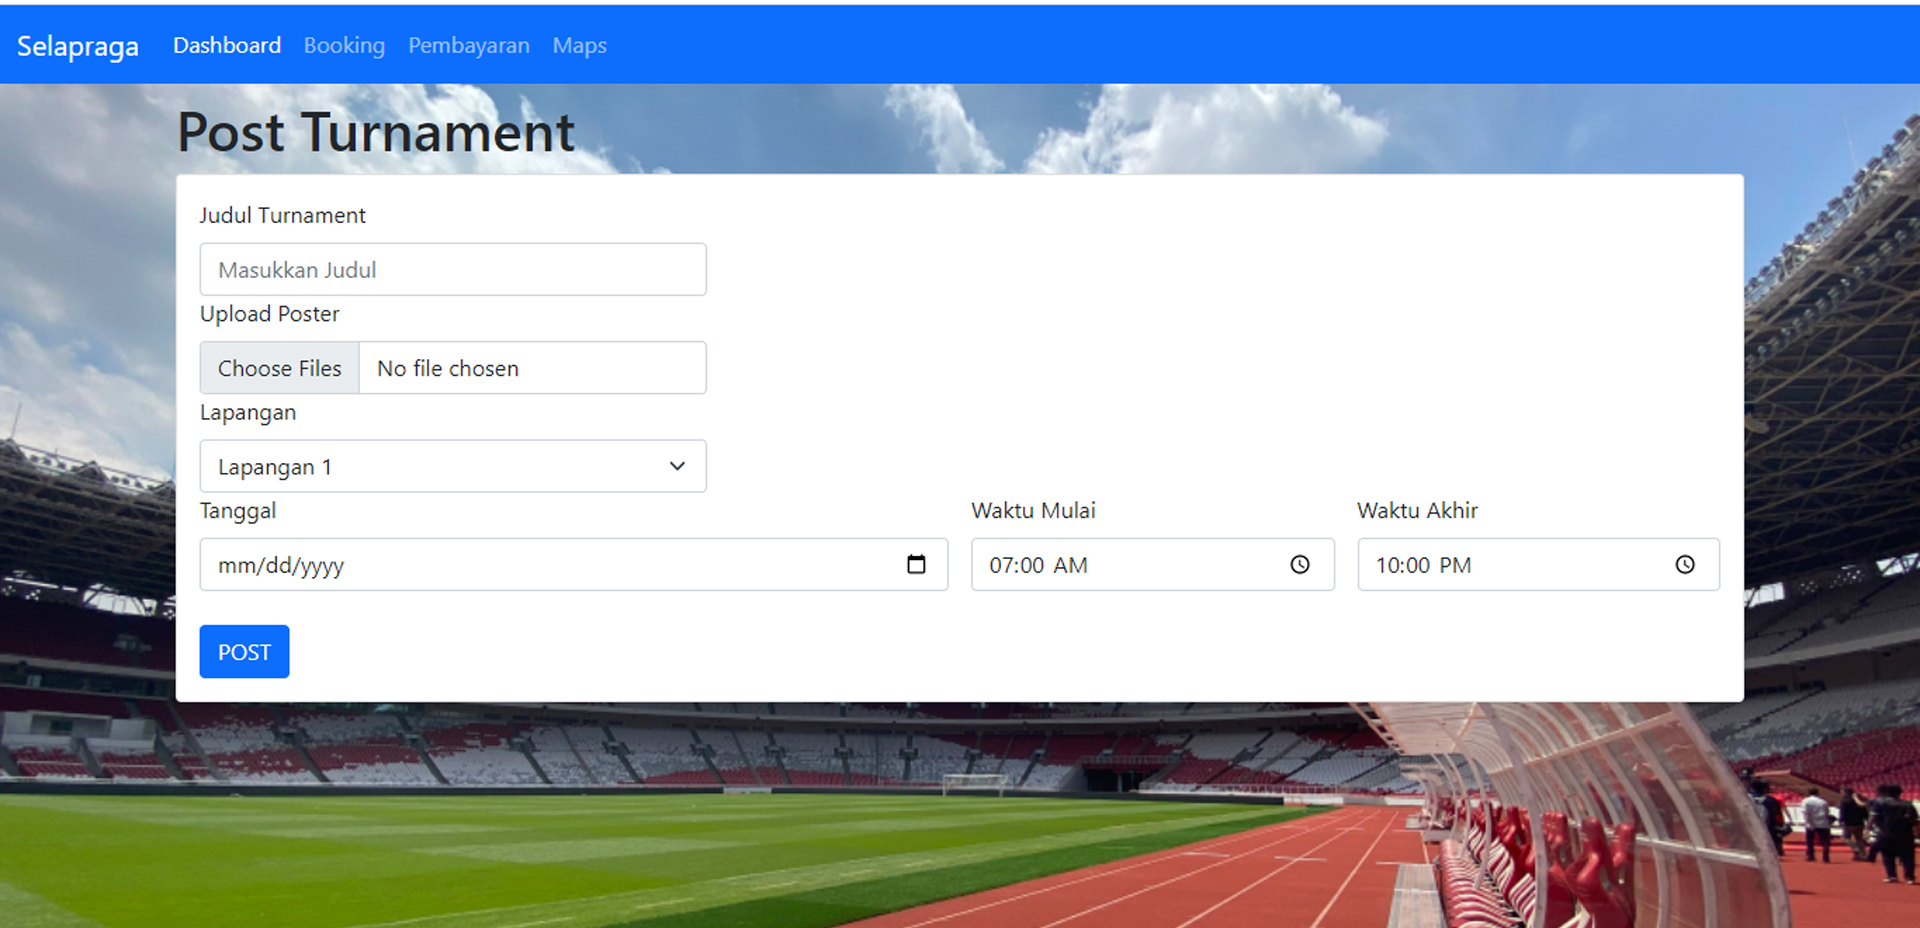 Selapraga Dashboard Booking Pembayaran Maps
Post Turnament
Judul Turnament
Masukkan Judul
Upload Poster
Choose Files No file chosen
Lapangan
Lapangan 1
Tanggal Waktu Mulai Waktu Akhir
mm/dd/yyyy 07:00 AM 10:00 PM
POST